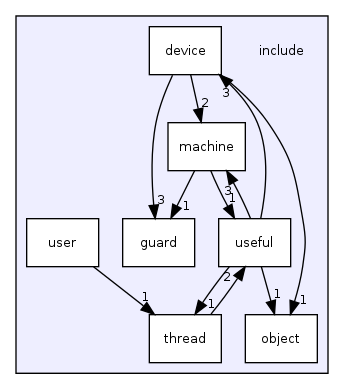 device
include
3
2
machine
3
3
1
1
user
guard
useful
1
2
1
1
1
thread
object